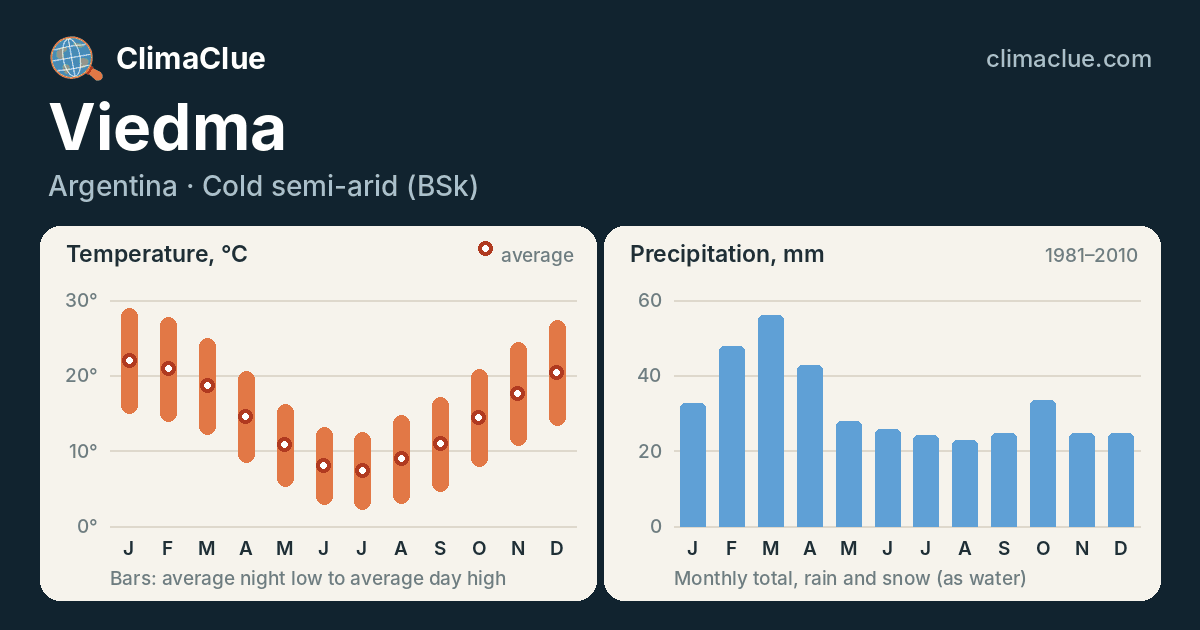 ClimaClue
climaclue.com
Viedma
Argentina · Cold semi-arid (BSk)
Temperature, °C
average
30°
20°
10°
0°
J F M A M J J A S O N D
Bars: average night low to average day high
Precipitation, mm
1981–2010
60
40
20
0
J F M A M J J A S O N D
Monthly total, rain and snow (as water)